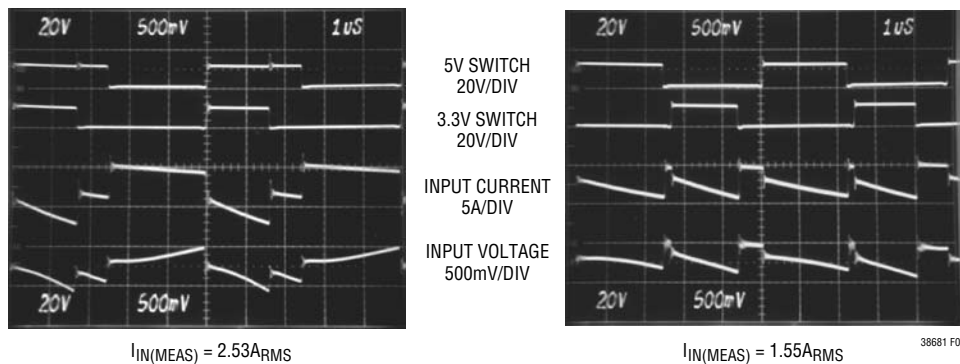 20V 500mV 1uS
20V 500mV 1uS
5V SWITCH
20V/DIV
3.3V SWITCH
20V/DIV
INPUT CURRENT
5A/DIV
INPUT VOLTAGE
500mV/DIV
20V 500mV
20V 500mV
IIN(MEAS) = 2.53ARMS
IIN(MEAS) = 1.55ARMS
38681 F0